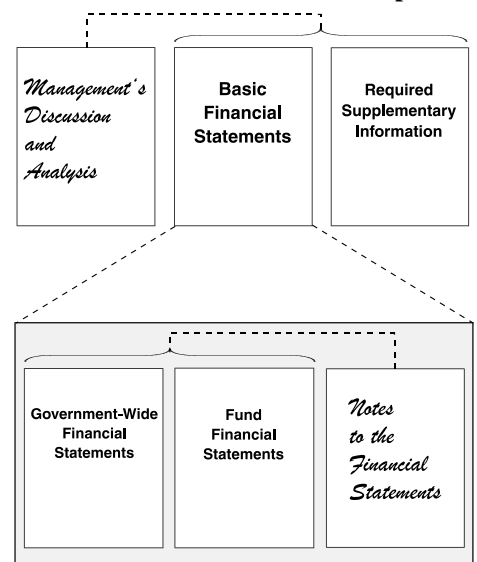 Management's
Discussion
and
Analysis
Basic
Financial
Statements
Required
Supplementary
Information
Government-Wide
Financial
Statements
Fund
Financial
Statements
Notes
to the
Financial
Statements